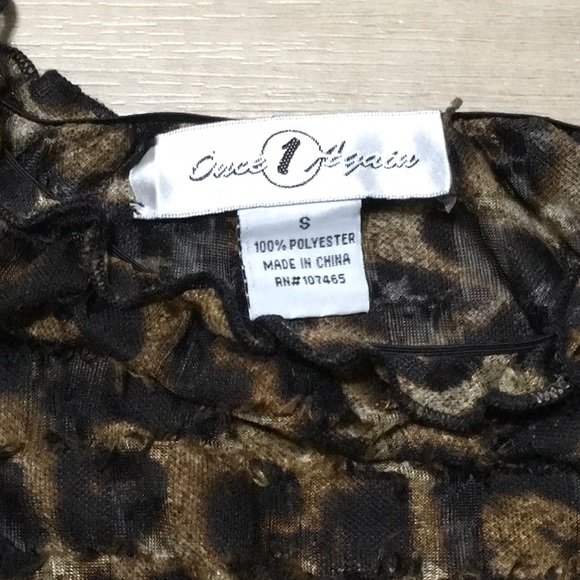 Once 1 Again
S
100% POLYESTER
MADE IN CHINA
RN#107465